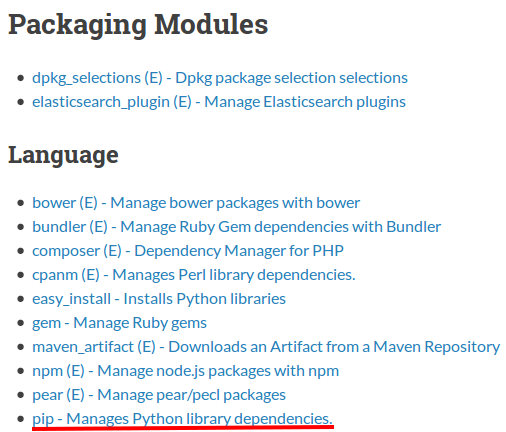 Packaging Modules
dpkg_selections (E) - Dpkg package selection selections
elasticsearch_plugin (E) - Manage Elasticsearch plugins
Language
bower (E) - Manage bower packages with bower
bundler (E) - Manage Ruby Gem dependencies with Bundler
composer (E) - Dependency Manager for PHP
cpanm (E) - Manages Perl library dependencies.
easy_install - Installs Python libraries
gem - Manage Ruby gems
maven_artifact (E) - Downloads an Artifact from a Maven Repository
npm (E) - Manage node.js packages with npm
pear (E) - Manage pear/pecl packages
pip - Manages Python library dependencies.